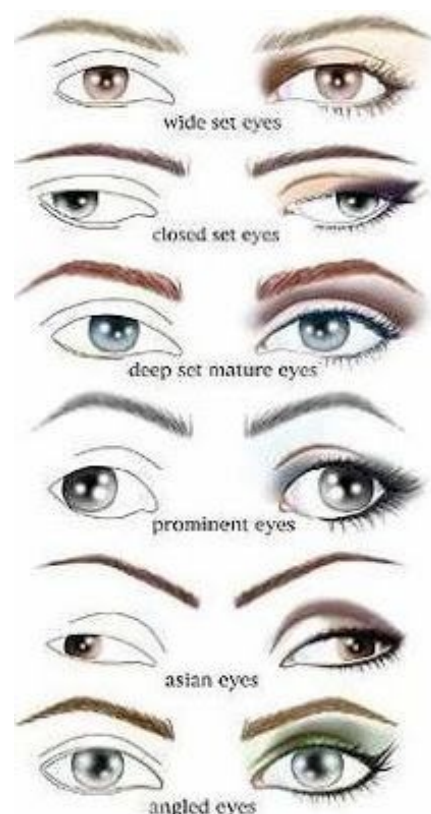 wide set eyes
closed set eyes
deep set mature eyes
prominent eyes
asian eyes
angled eyes